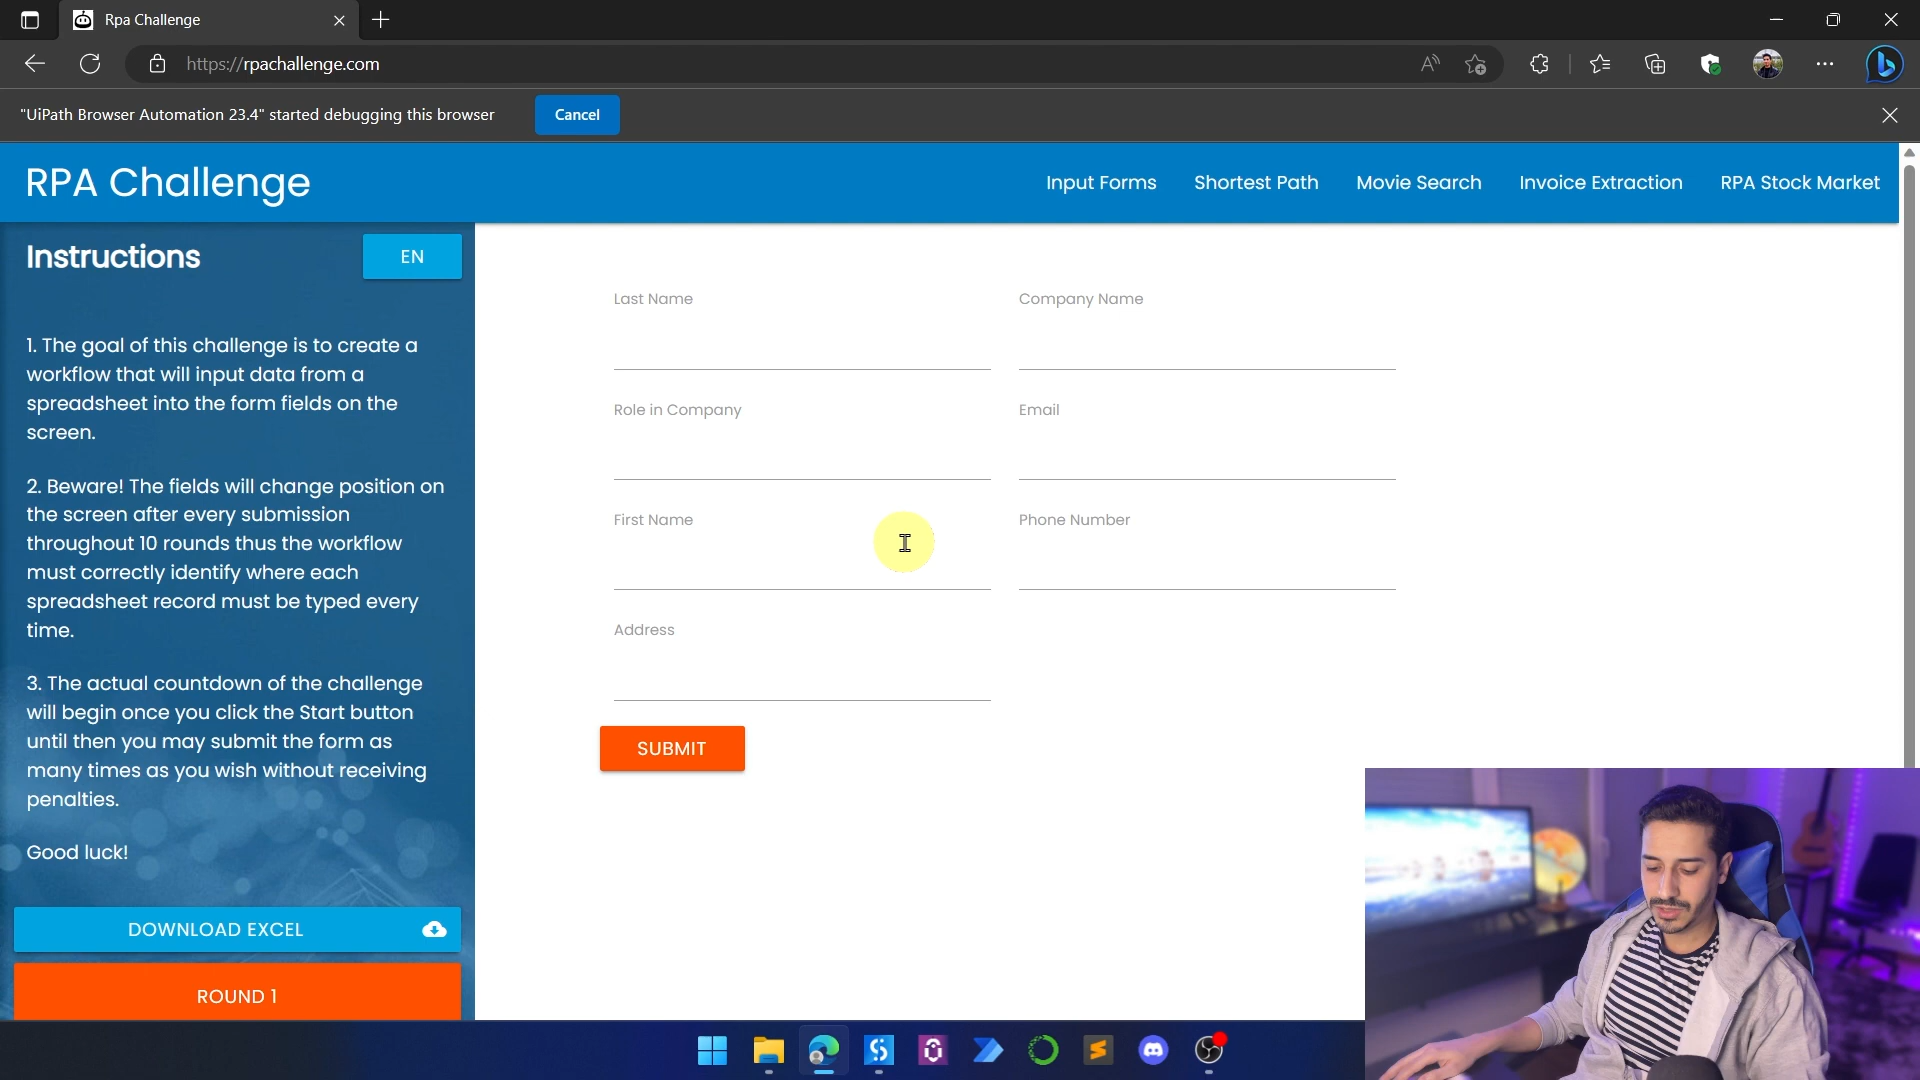 Rpa Challenge
https://rpachallenge.com
"UiPath Browser Automation 23.4" started debugging this browser
Cancel
RPA Challenge
Input Forms
Shortest Path
Movie Search
Invoice Extraction
RPA Stock Market
Instructions
EN
1. The goal of this challenge is to create a
workflow that will input data from a
spreadsheet into the form fields on the
screen.
2. Beware! The fields will change position on
the screen after every submission
throughout 10 rounds thus the workflow
must correctly identify where each
spreadsheet record must be typed every
time.
3. The actual countdown of the challenge
will begin once you click the Start button
until then you may submit the form as
many times as you wish without receiving
penalties.
Good luck!
DOWNLOAD EXCEL
ROUND 1
Last Name
Company Name
Role in Company
Email
First Name
Phone Number
Address
SUBMIT